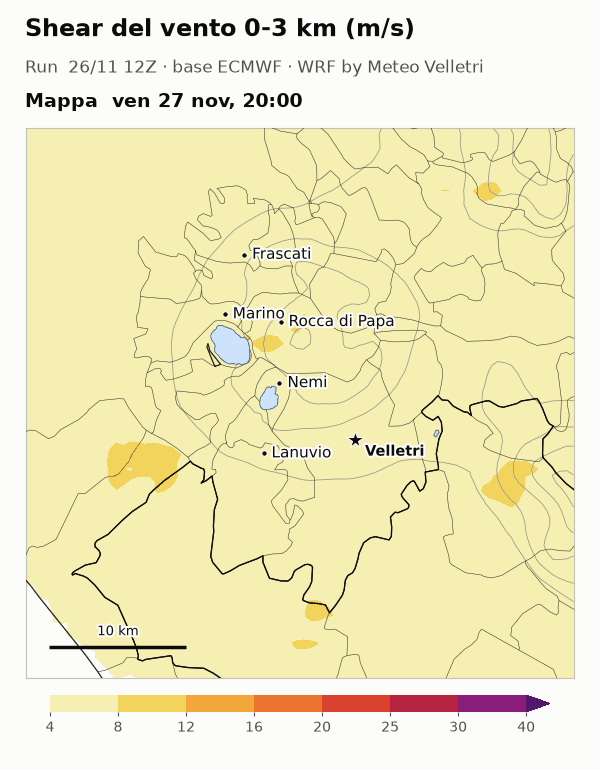 Shear del vento 0-3 km (m/s)
Run  26/11 12Z · base ECMWF · WRF by Meteo Velletri
Mappa  ven 27 nov, 20:00
Frascati
Marino
Rocca di Papa
Nemi
Velletri
Lanuvio
10 km
4 8 12 16 20 25 30 40